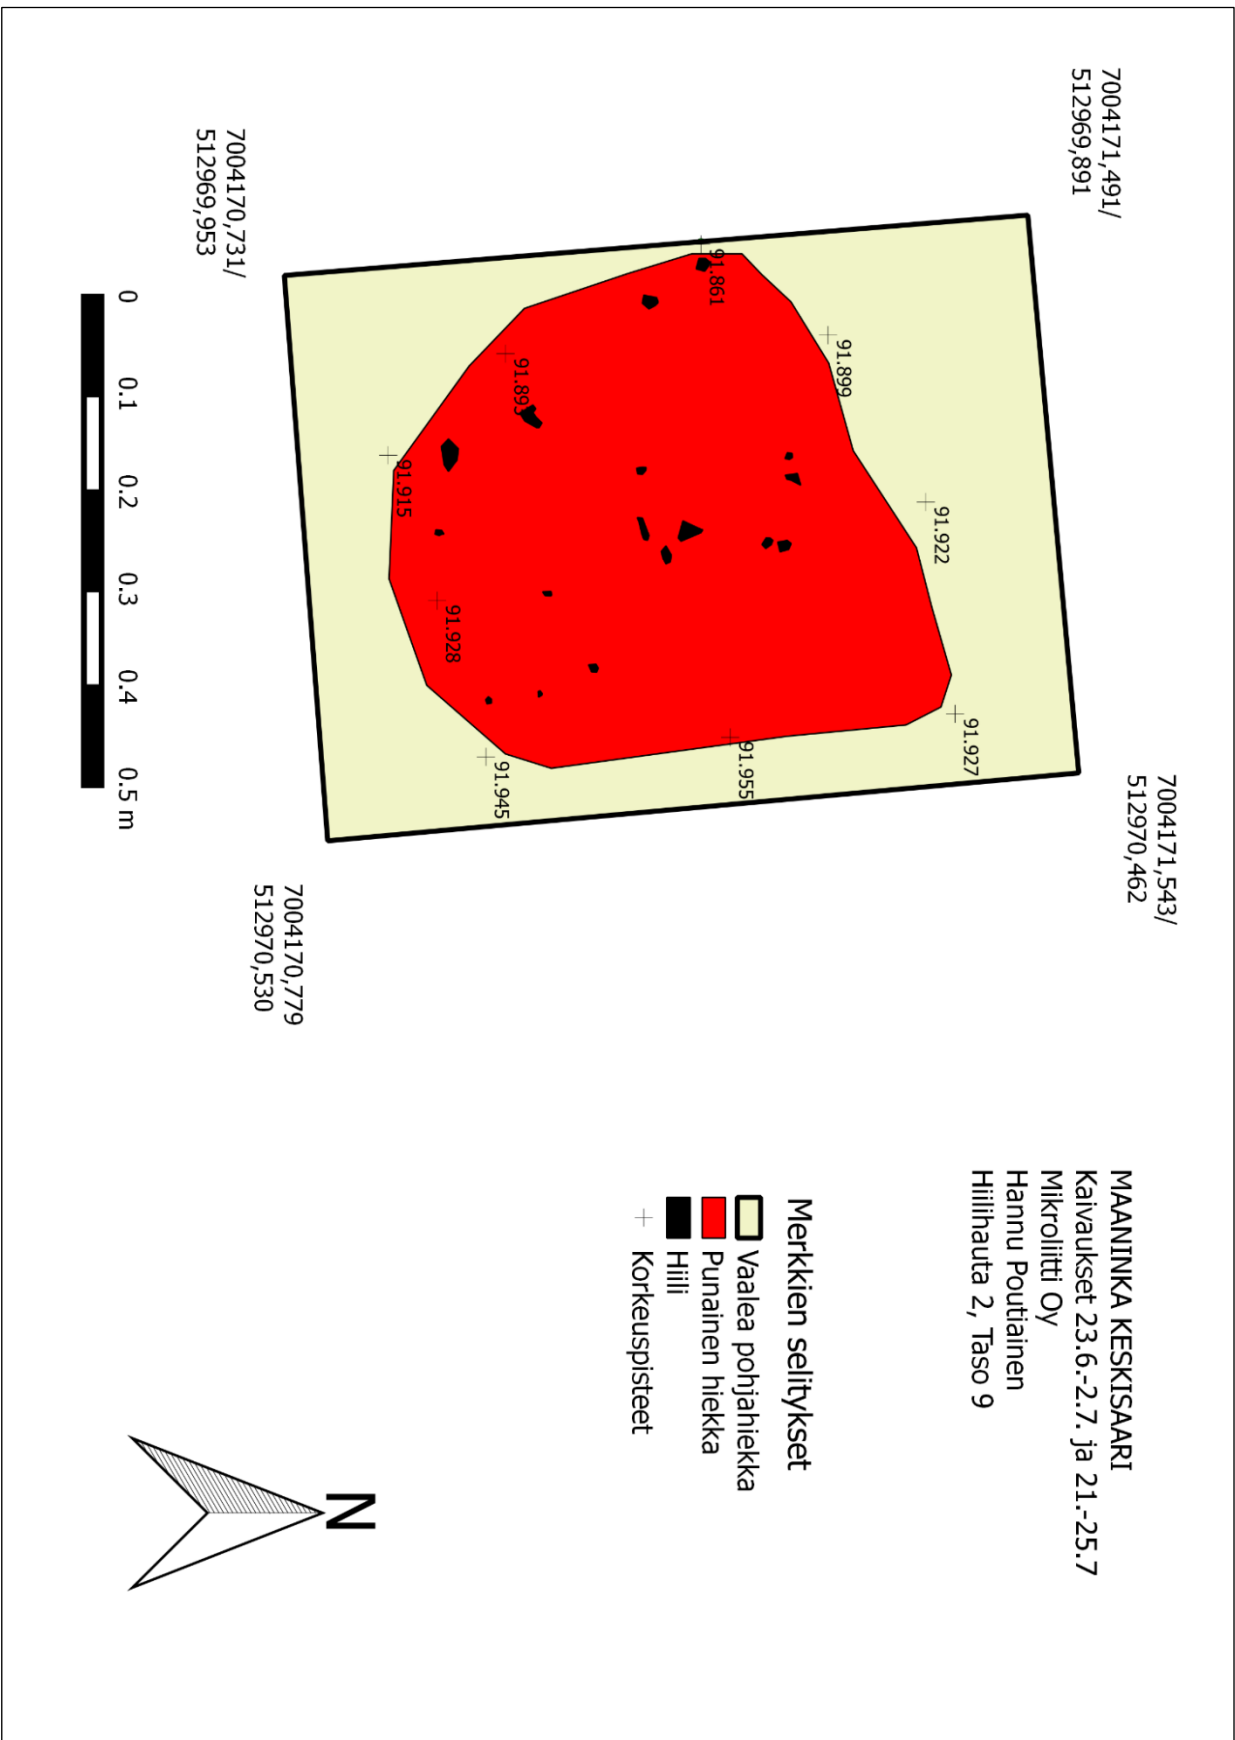 7004171,491/
512969,891
7004171,543/
512970,462
7004170,731/
512969,953
7004170,779
512970,530
91.861
91.899
91.922
91.927
91.915
91.928
91.945
91.955
0 0.1 0.2 0.3 0.4 0.5 m
MAANINKA KESKISAARI
Kaivaukset 23.6.-2.7. ja 21.-25.7
Mikroliitti Oy
Hannu Poutiainen
Hiilihauta 2, Taso 9
Merkkien selitykset
Vaalea pohjahiekka
Punainen hiekka
Hiili
Korkeuspisteet
N